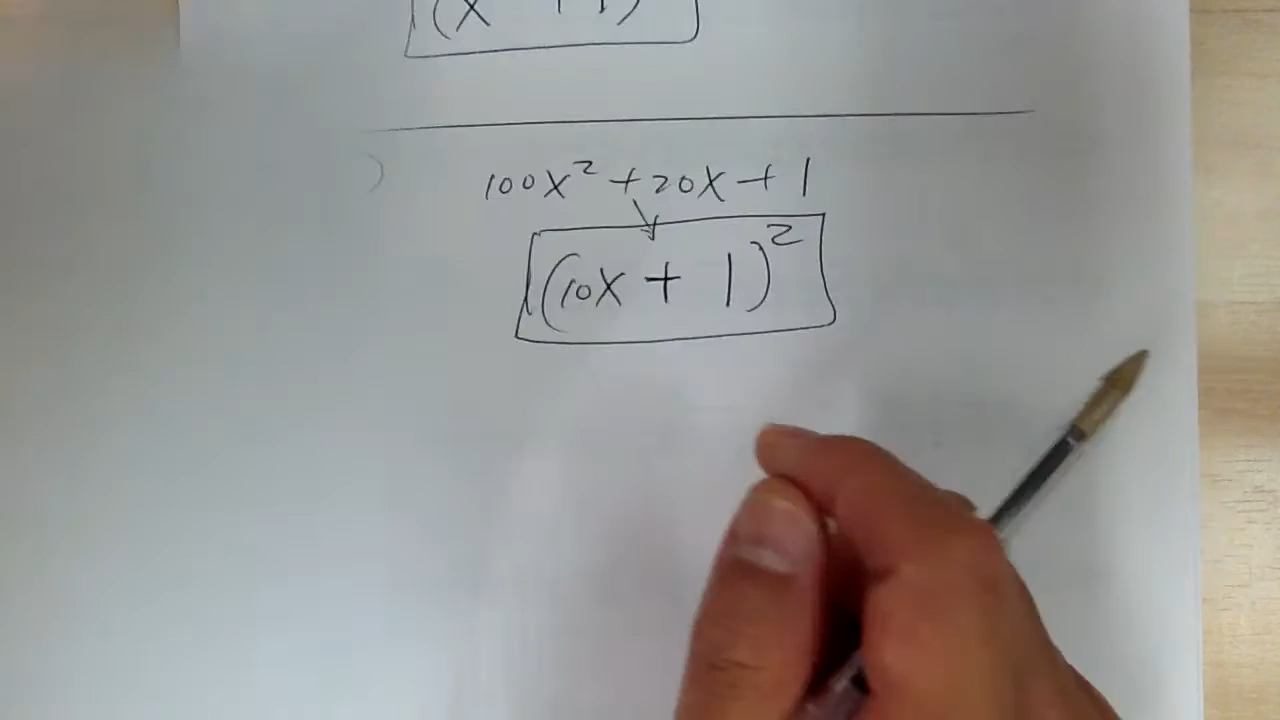 100x² + 20x + 1
(10x + 1)²